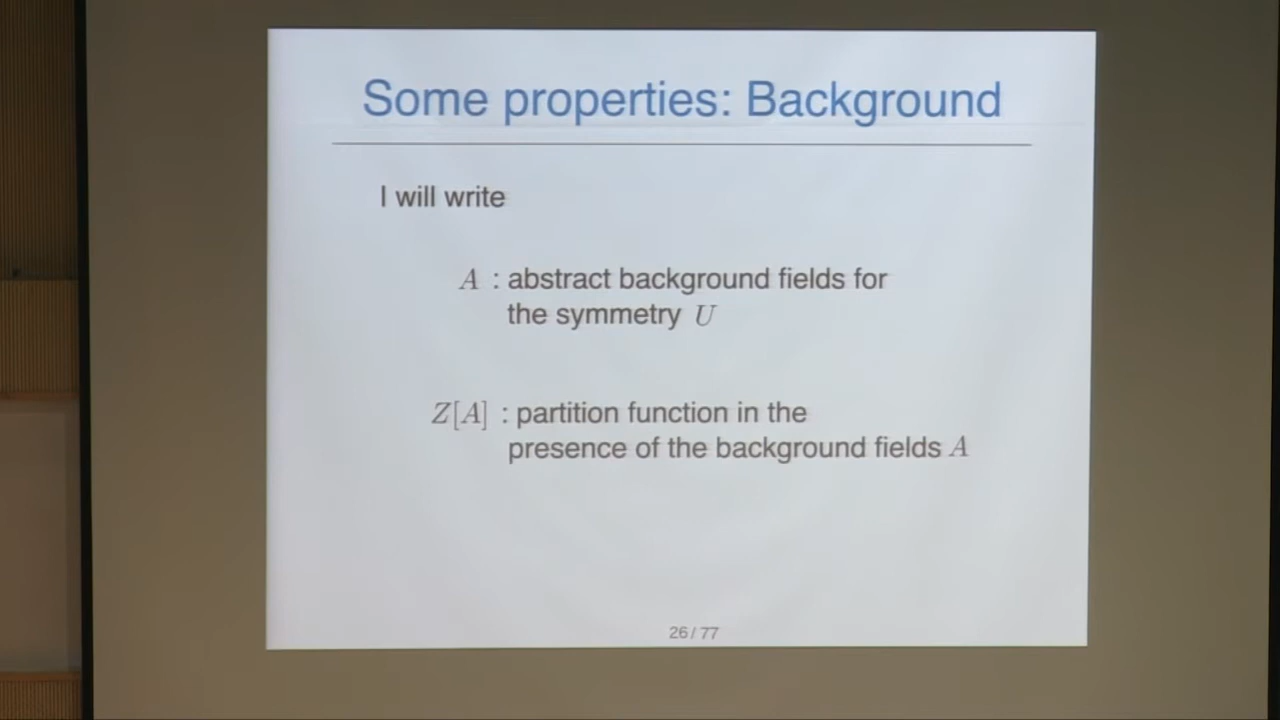 Some properties: Background
I will write
A : abstract background fields for
the symmetry U
Z[A] : partition function in the
presence of the background fields A
26 / 77